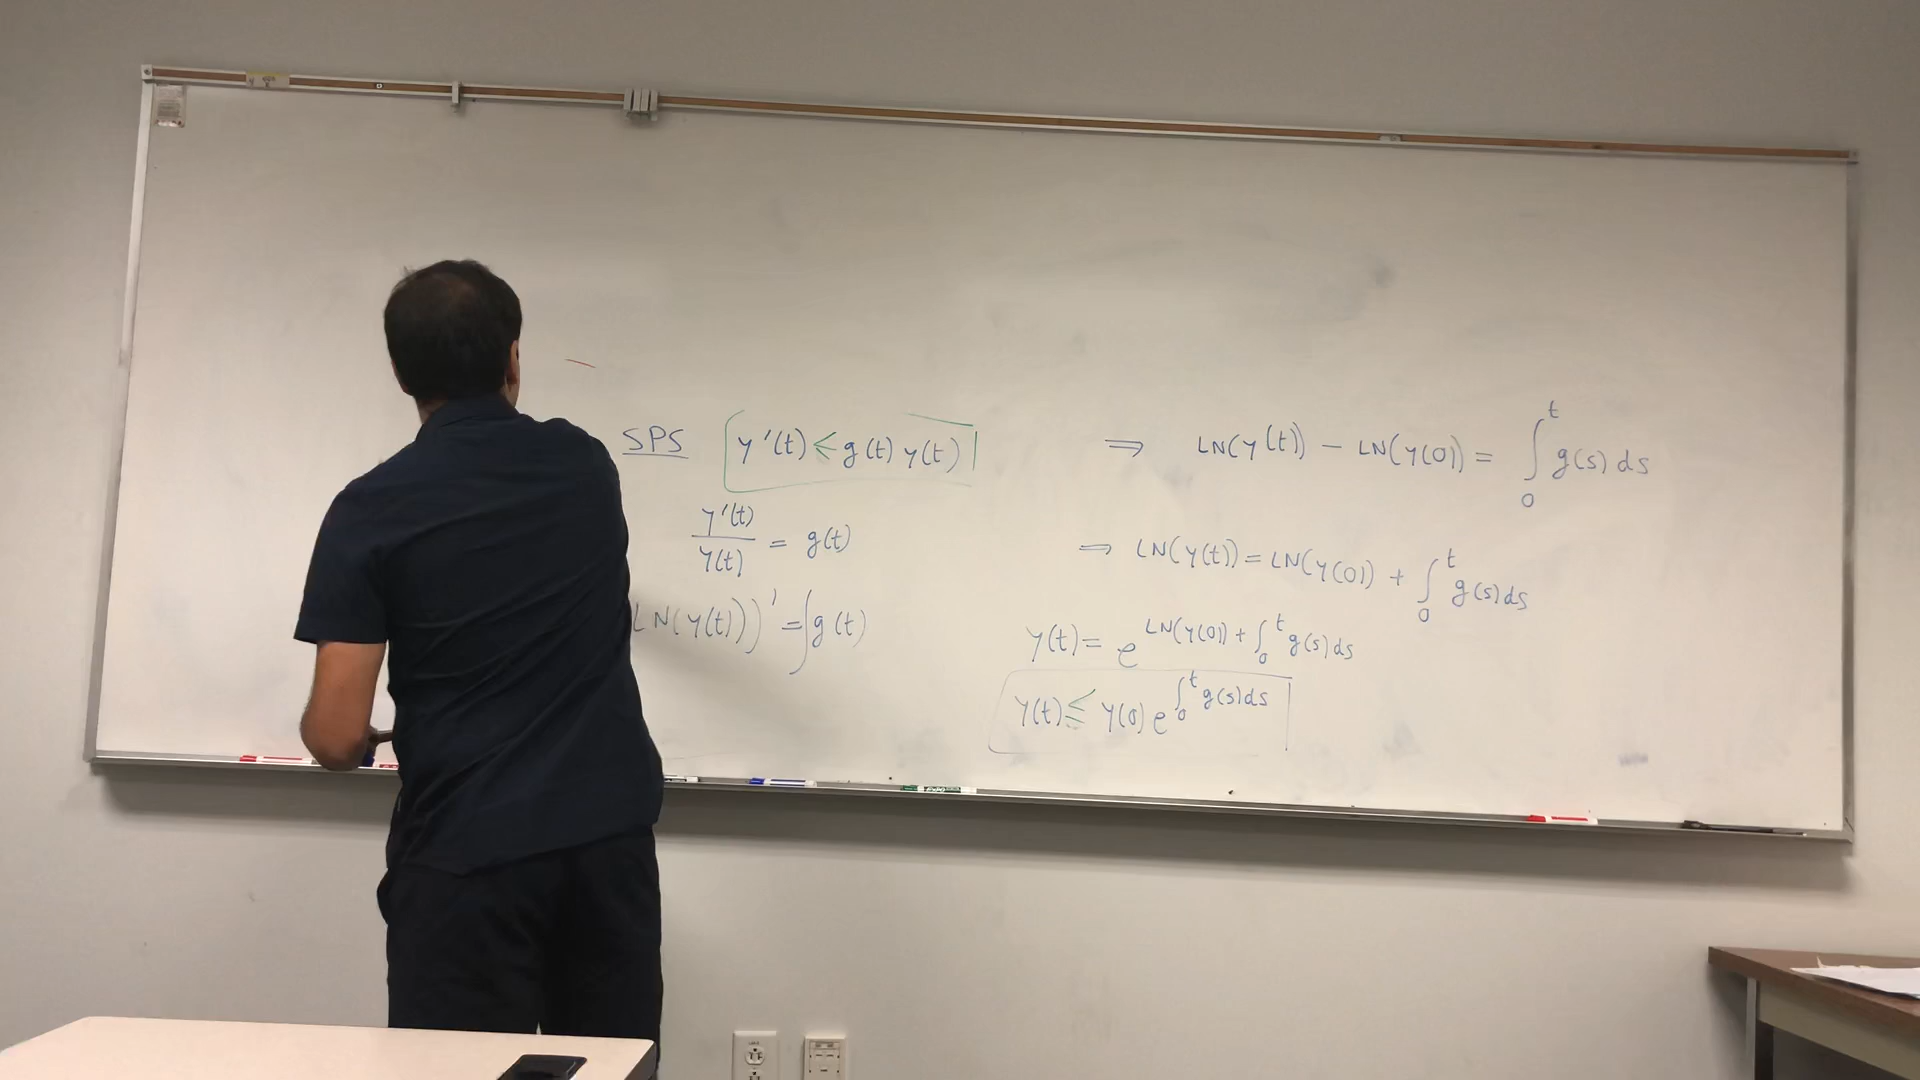 SPS y'(t) ≤ g(t) y(t)
y'(t)/y(t) = g(t)
LN(y(t)))' = ∫g(t)
⇒ LN(y(t)) − LN(y(0)) = ∫₀ᵗ g(s) ds
⇒ LN(y(t)) = LN(y(0)) + ∫₀ᵗ g(s) ds
y(t) = e^{LN(y(0)) + ∫₀ᵗ g(s) ds}
y(t) ≤ y(0) e^{∫₀ᵗ g(s) ds}